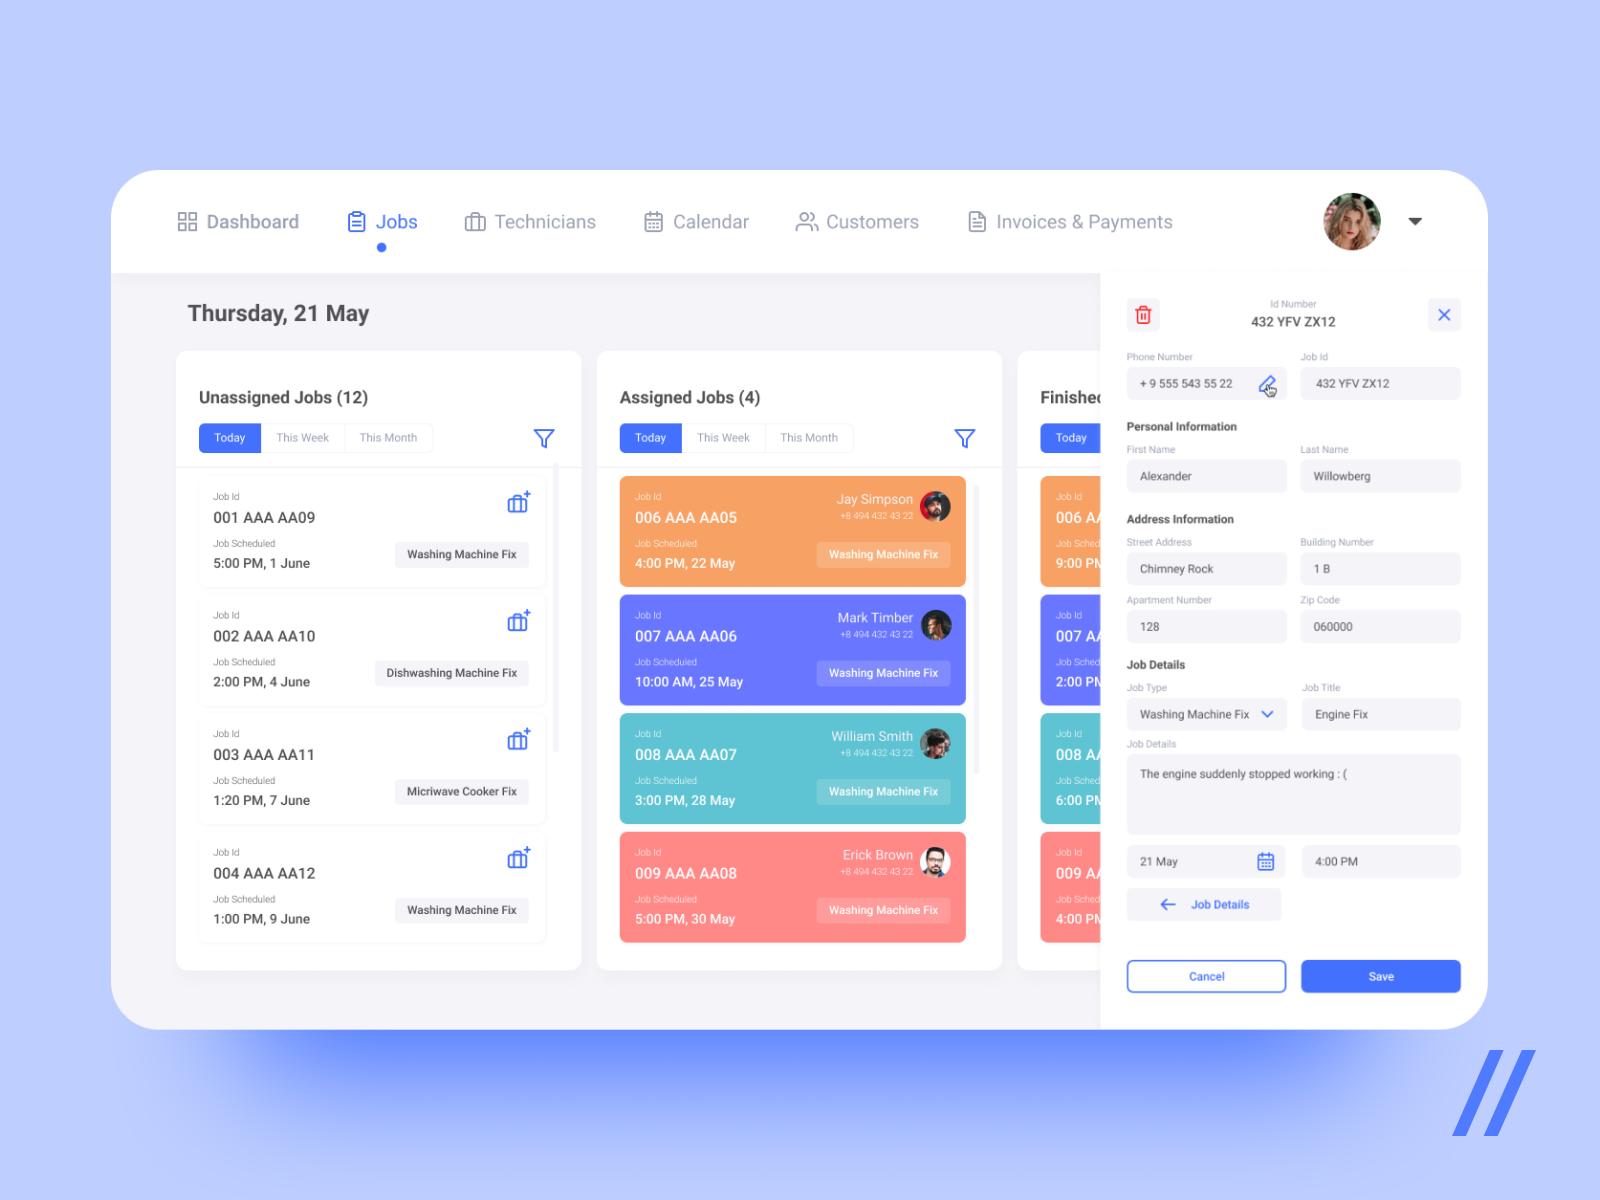 Dashboard
Jobs
Technicians
Calendar
Customers
Invoices & Payments
Thursday, 21 May
Unassigned Jobs (12)
Today This Week This Month
Job Id
001 AAA AA09
Job Scheduled
5:00 PM, 1 June
Washing Machine Fix
Job Id
002 AAA AA10
Job Scheduled
2:00 PM, 4 June
Dishwashing Machine Fix
Job Id
003 AAA AA11
Job Scheduled
1:20 PM, 7 June
Micriwave Cooker Fix
Job Id
004 AAA AA12
Job Scheduled
1:00 PM, 9 June
Washing Machine Fix
Assigned Jobs (4)
Today This Week This Month
Job Id
006 AAA AA05
Jay Simpson
+8 494 432 43 22
Job Scheduled
4:00 PM, 22 May
Washing Machine Fix
Job Id
007 AAA AA06
Mark Timber
+8 494 432 43 22
Job Scheduled
10:00 AM, 25 May
Washing Machine Fix
Job Id
008 AAA AA07
William Smith
+8 494 432 43 22
Job Scheduled
3:00 PM, 28 May
Washing Machine Fix
Job Id
009 AAA AA08
Erick Brown
+8 494 432 43 22
Job Scheduled
5:00 PM, 30 May
Washing Machine Fix
Finished
Today
Job Id
006 AA
Job Sched
9:00 PM
Job Id
007 AA
Job Sched
2:00 PM
Job Id
008 AA
Job Sched
6:00 PM
Job Id
009 AA
Job Sched
4:00 PM
Id Number
432 YFV ZX12
Phone Number
+ 9 555 543 55 22
Job Id
432 YFV ZX12
Personal Information
First Name
Alexander
Last Name
Willowberg
Address Information
Street Address
Chimney Rock
Building Number
1 B
Apartment Number
128
Zip Code
060000
Job Details
Job Type
Washing Machine Fix
Job Title
Engine Fix
Job Details
The engine suddenly stopped working : (
21 May
4:00 PM
Job Details
Cancel
Save